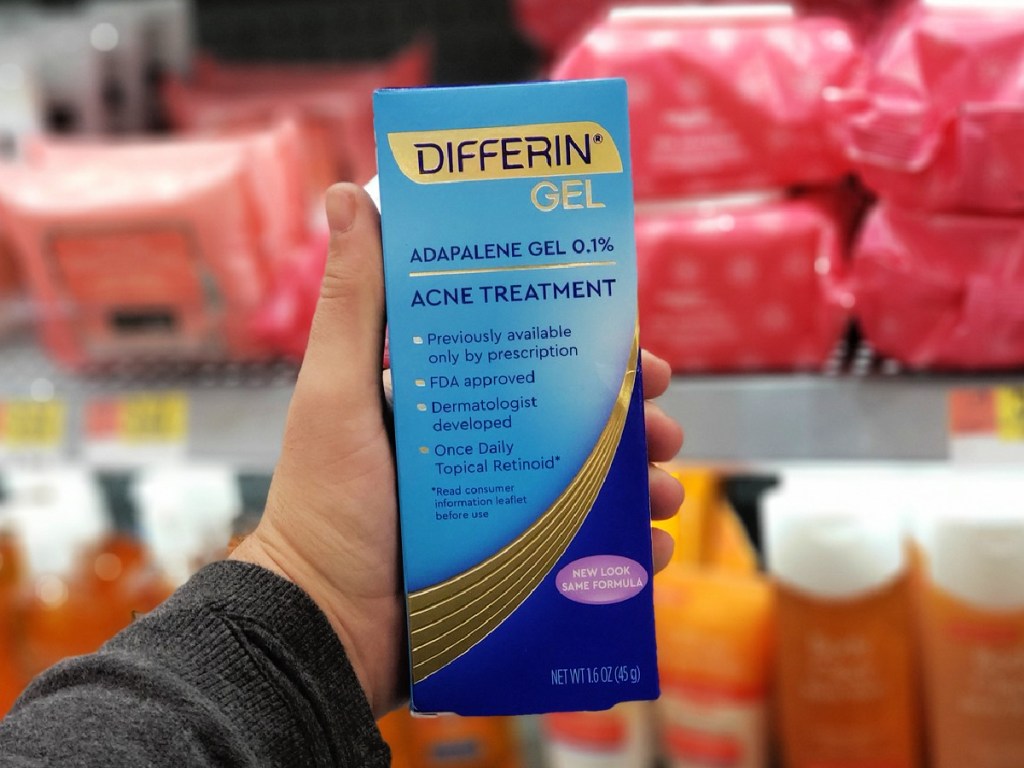 DIFFERIN®
GEL
ADAPALENE GEL 0.1%
ACNE TREATMENT
Previously available
only by prescription
FDA approved
Dermatologist
developed
Once Daily
Topical Retinoid*
*Read consumer
information leaflet
before use
NEW LOOK
SAME FORMULA
NET WT 1.6 OZ (45 g)